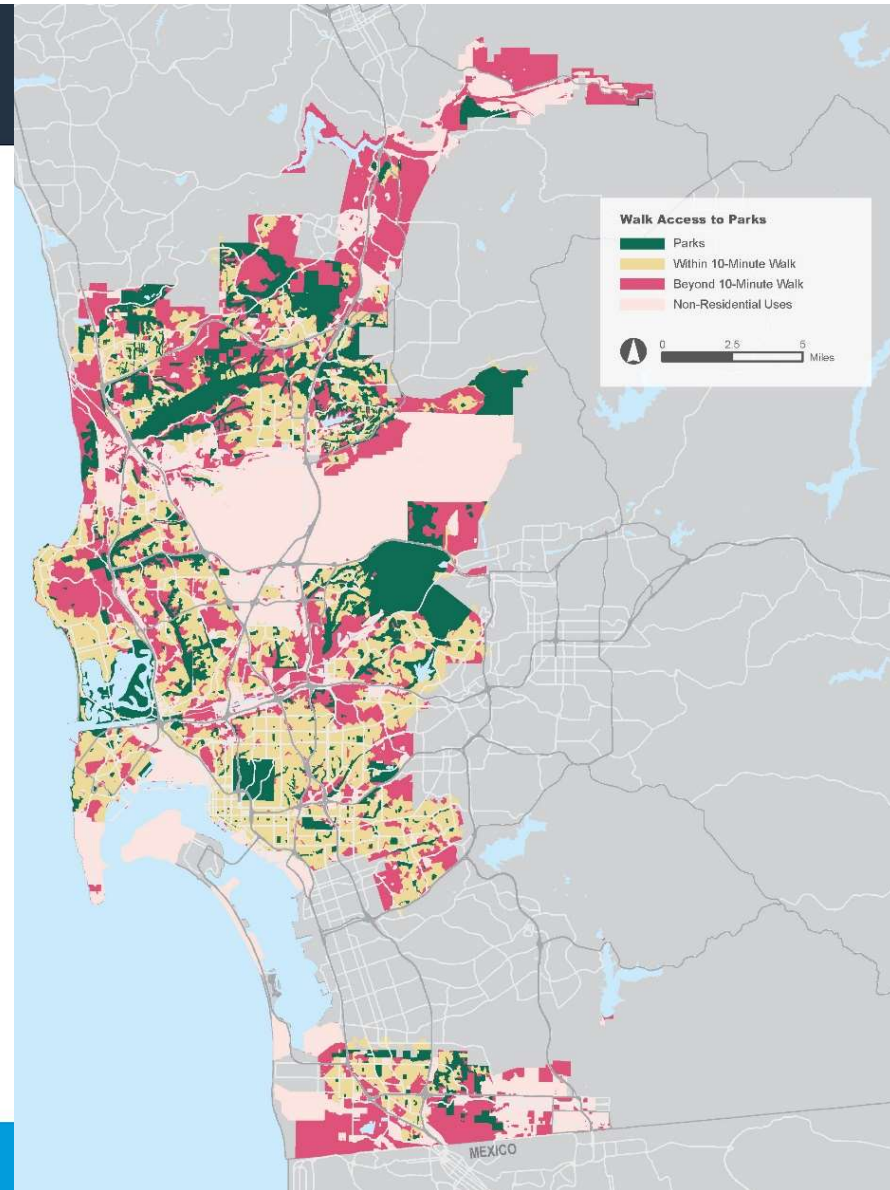 Walk Access to Parks
Parks
Within 10-Minute Walk
Beyond 10-Minute Walk
Non-Residential Uses
0 2.5 5
Miles
MEXICO